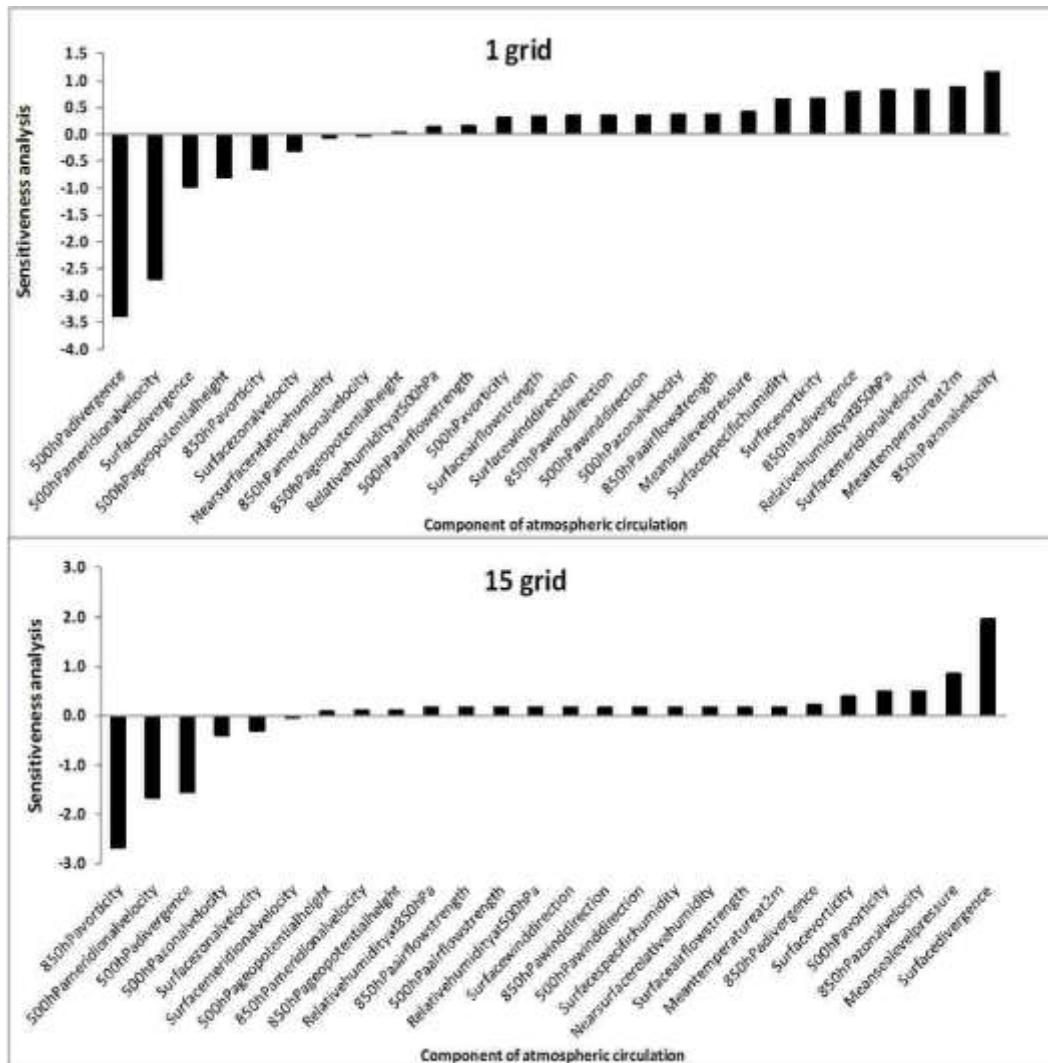 1 grid
Sensitiveness analysis
1.5
1.0
0.5
0.0
-0.5
-1.0
-1.5
-2.0
-2.5
-3.0
-3.5
-4.0
500hPadivergence
500hPameridionalvelocity
Surfacedivergence
500hPageopotentialheight
850hPavorticity
Surfacezonalvelocity
Nearsurfacerelativehumidity
850hPameridionalvelocity
850hPageopotentialheight
Relativehumidityat500hPa
500hPaairflowstrength
500hPavorticity
Surfaceairflowstrength
Surfacewinddirection
850hPawinddirection
500hPawinddirection
500hPazonalvelocity
850hPaairflowstrength
Meansealevelpressure
Surfacespecifichumidity
Surfacevorticity
850hPadivergence
Relativehumidityat850hPa
Surfacemeridionalvelocity
Meantemperatureat2m
850hPazonalvelocity
Component of atmospheric circulation
15 grid
Sensitiveness analysis
3.0
2.0
1.0
0.0
-1.0
-2.0
-3.0
850hPavorticity
500hPameridionalvelocity
500hPadivergence
500hPazonalvelocity
Surfacezonalvelocity
Surfacemeridionalvelocity
500hPageopotentialheight
850hPameridionalvelocity
850hPageopotentialheight
Relativehumidityat850hPa
850hPaairflowstrength
500hPaairflowstrength
Relativehumidityat500hPa
Surfacewinddirection
850hPawinddirection
500hPawinddirection
Surfacespecifichumidity
Nearsurfacerelativehumidity
Surfaceairflowstrength
Meantemperatureat2m
850hPadivergence
Surfacevorticity
500hPavorticity
850hPazonalvelocity
Meansealevelpressure
Surfacedivergence
Component of atmospheric circulation